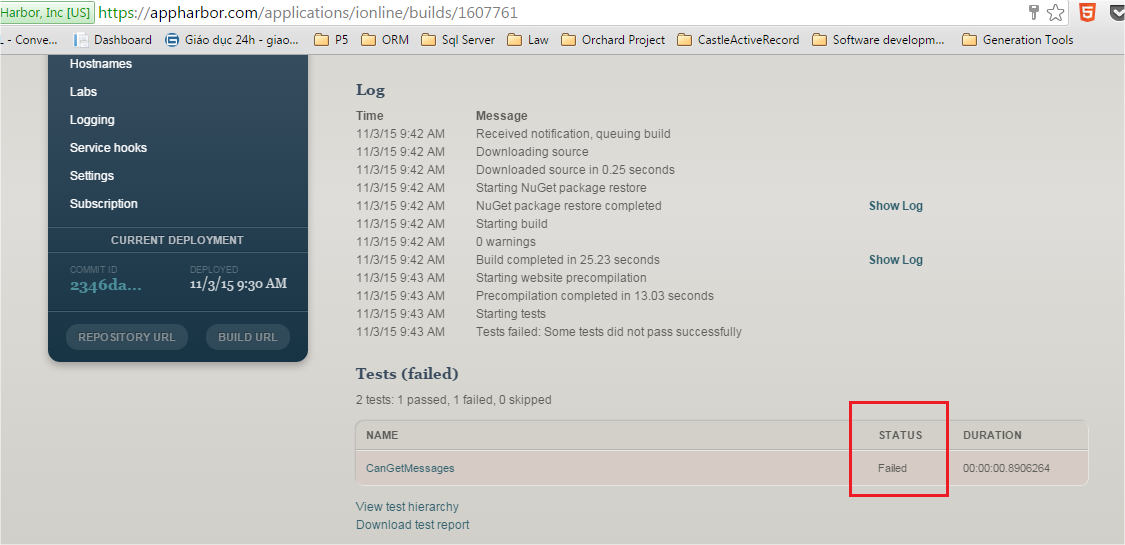 Harbor, Inc [US] https://appharbor.com/applications/ionline/builds/1607761
L - Conve... Dashboard Giáo dục 24h - giao... P5 ORM Sql Server Law Orchard Project CastleActiveRecord Software developm... Generation Tools
Hostnames
Labs
Logging
Service hooks
Settings
Subscription
CURRENT DEPLOYMENT
COMMIT ID DEPLOYED
2346da... 11/3/15 9:30 AM
REPOSITORY URL BUILD URL
Log
Time Message
11/3/15 9:42 AM Received notification, queuing build
11/3/15 9:42 AM Downloading source
11/3/15 9:42 AM Downloaded source in 0.25 seconds
11/3/15 9:42 AM Starting NuGet package restore
11/3/15 9:42 AM NuGet package restore completed Show Log
11/3/15 9:42 AM Starting build
11/3/15 9:42 AM 0 warnings
11/3/15 9:42 AM Build completed in 25.23 seconds Show Log
11/3/15 9:43 AM Starting website precompilation
11/3/15 9:43 AM Precompilation completed in 13.03 seconds
11/3/15 9:43 AM Starting tests
11/3/15 9:43 AM Tests failed: Some tests did not pass successfully
Tests (failed)
2 tests: 1 passed, 1 failed, 0 skipped
NAME STATUS DURATION
CanGetMessages Failed 00:00:00.8906264
View test hierarchy
Download test report